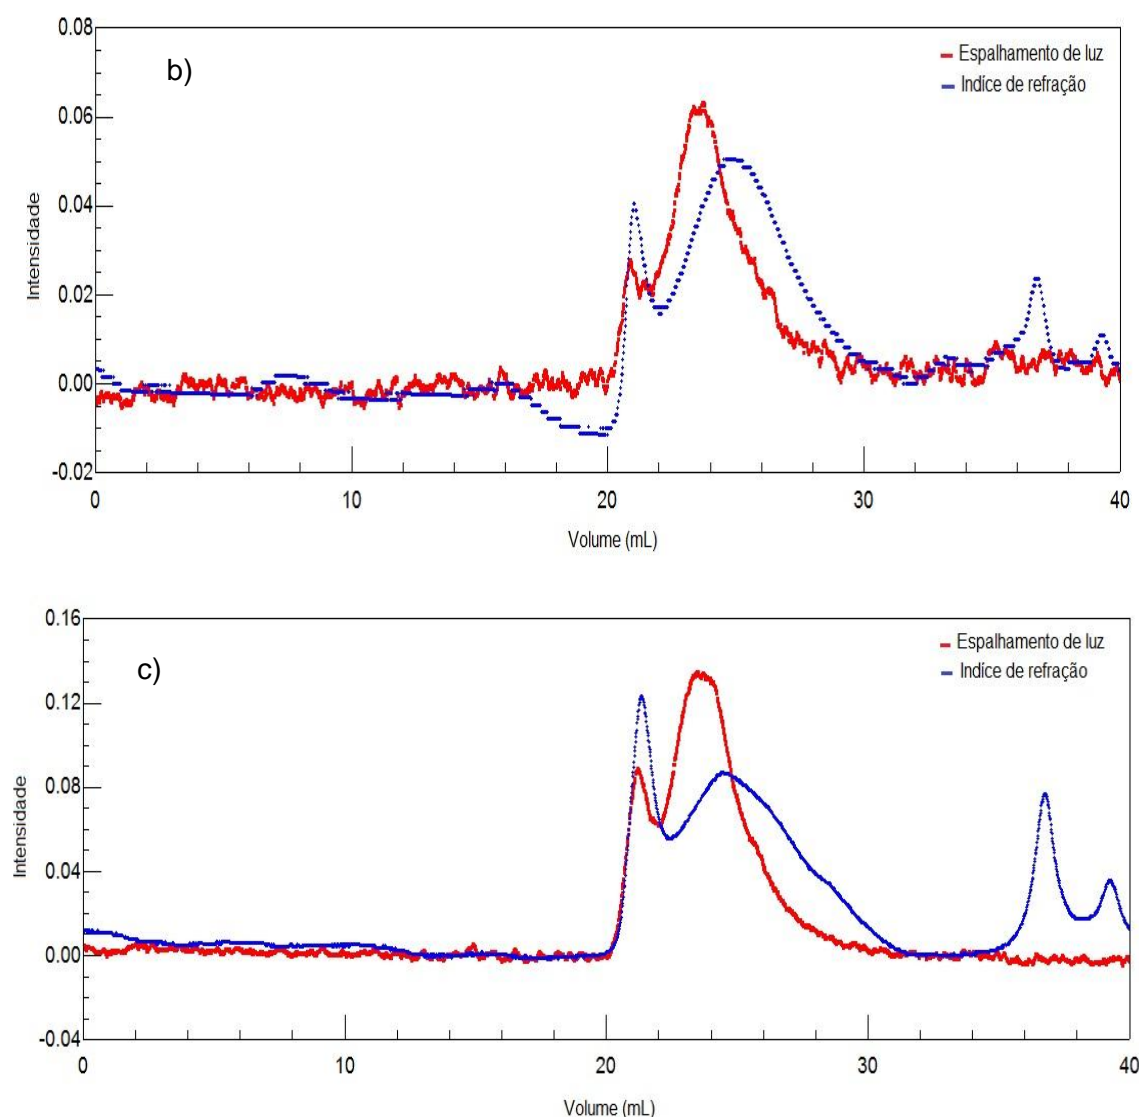 0.08
b)
Espalhamento de luz
Indíce de refração
0.06
0.04
0.02
0.00
-0.02
Intensidade
0 10 20 30 40
Volume (mL)
0.16
c)
Espalhamento de luz
Indíce de refração
0.12
0.08
0.04
0.00
-0.04
Intensidade
0 10 20 30 40
Volume (mL)